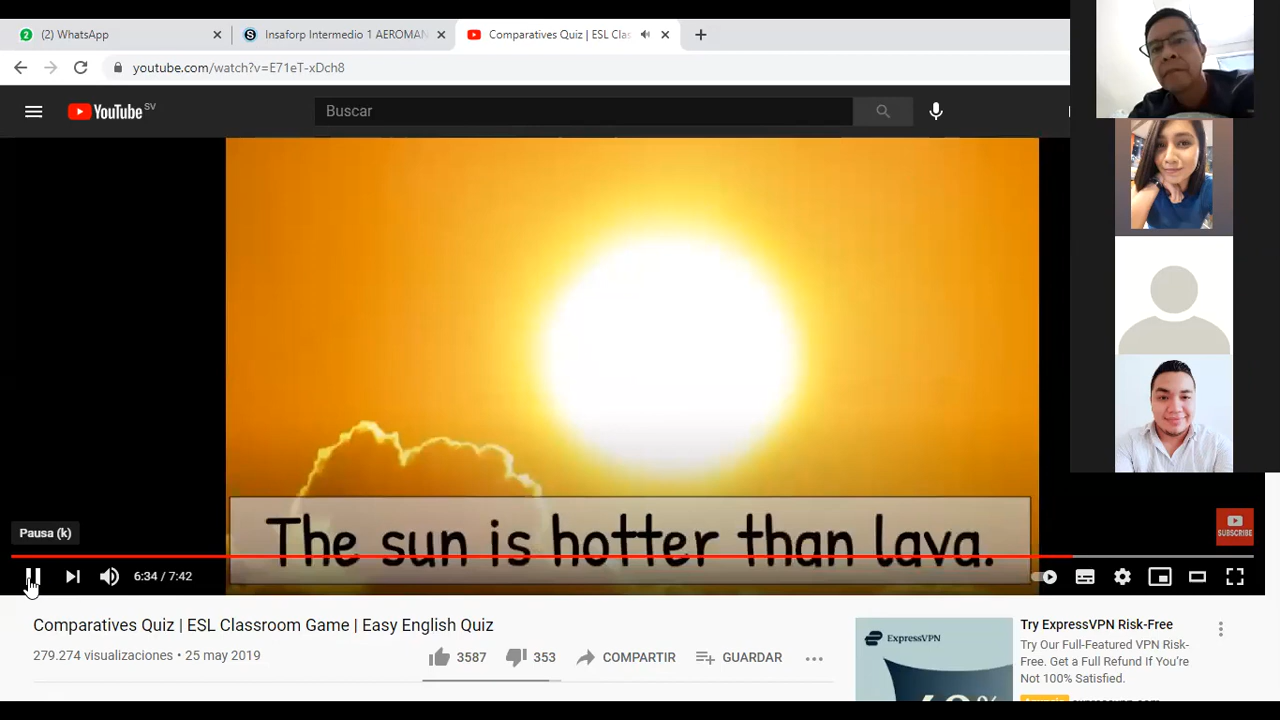 2
(2) WhatsApp
Insaforp Intermedio 1 AEROMAN
Comparatives Quiz | ESL Clas
youtube.com/watch?v=E71eT-xDch8
YouTube SV
Buscar
The sun is hotter than lava.
Pausa (k)
SUBSCRIBE
6:34 / 7:42
Comparatives Quiz | ESL Classroom Game | Easy English Quiz
279.274 visualizaciones • 25 may 2019
3587
353
COMPARTIR
GUARDAR
ExpressVPN
Try ExpressVPN Risk-Free
Try Our Full-Featured VPN Risk-
Free. Get a Full Refund If You're
Not 100% Satisfied.